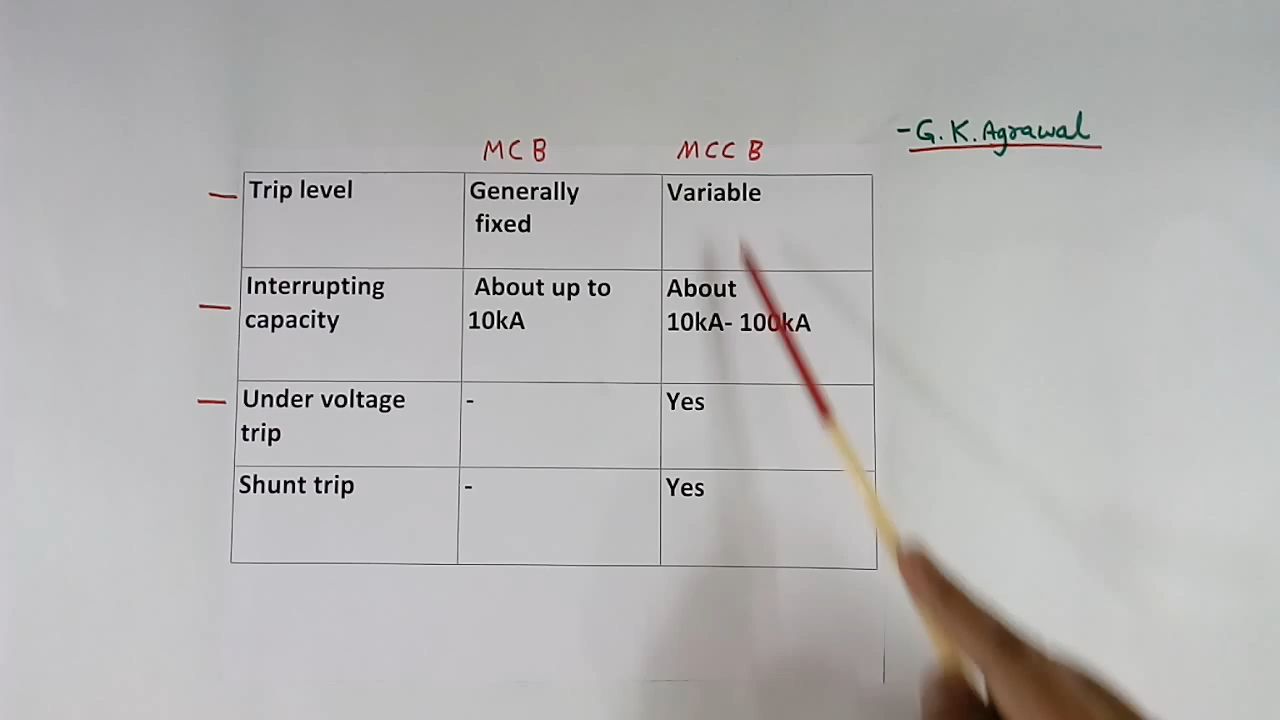 - G. K. Agrawal
MCB MCCB
Trip level Generally fixed Variable
Interrupting capacity About up to 10kA About 10kA- 100kA
Under voltage trip - Yes
Shunt trip - Yes